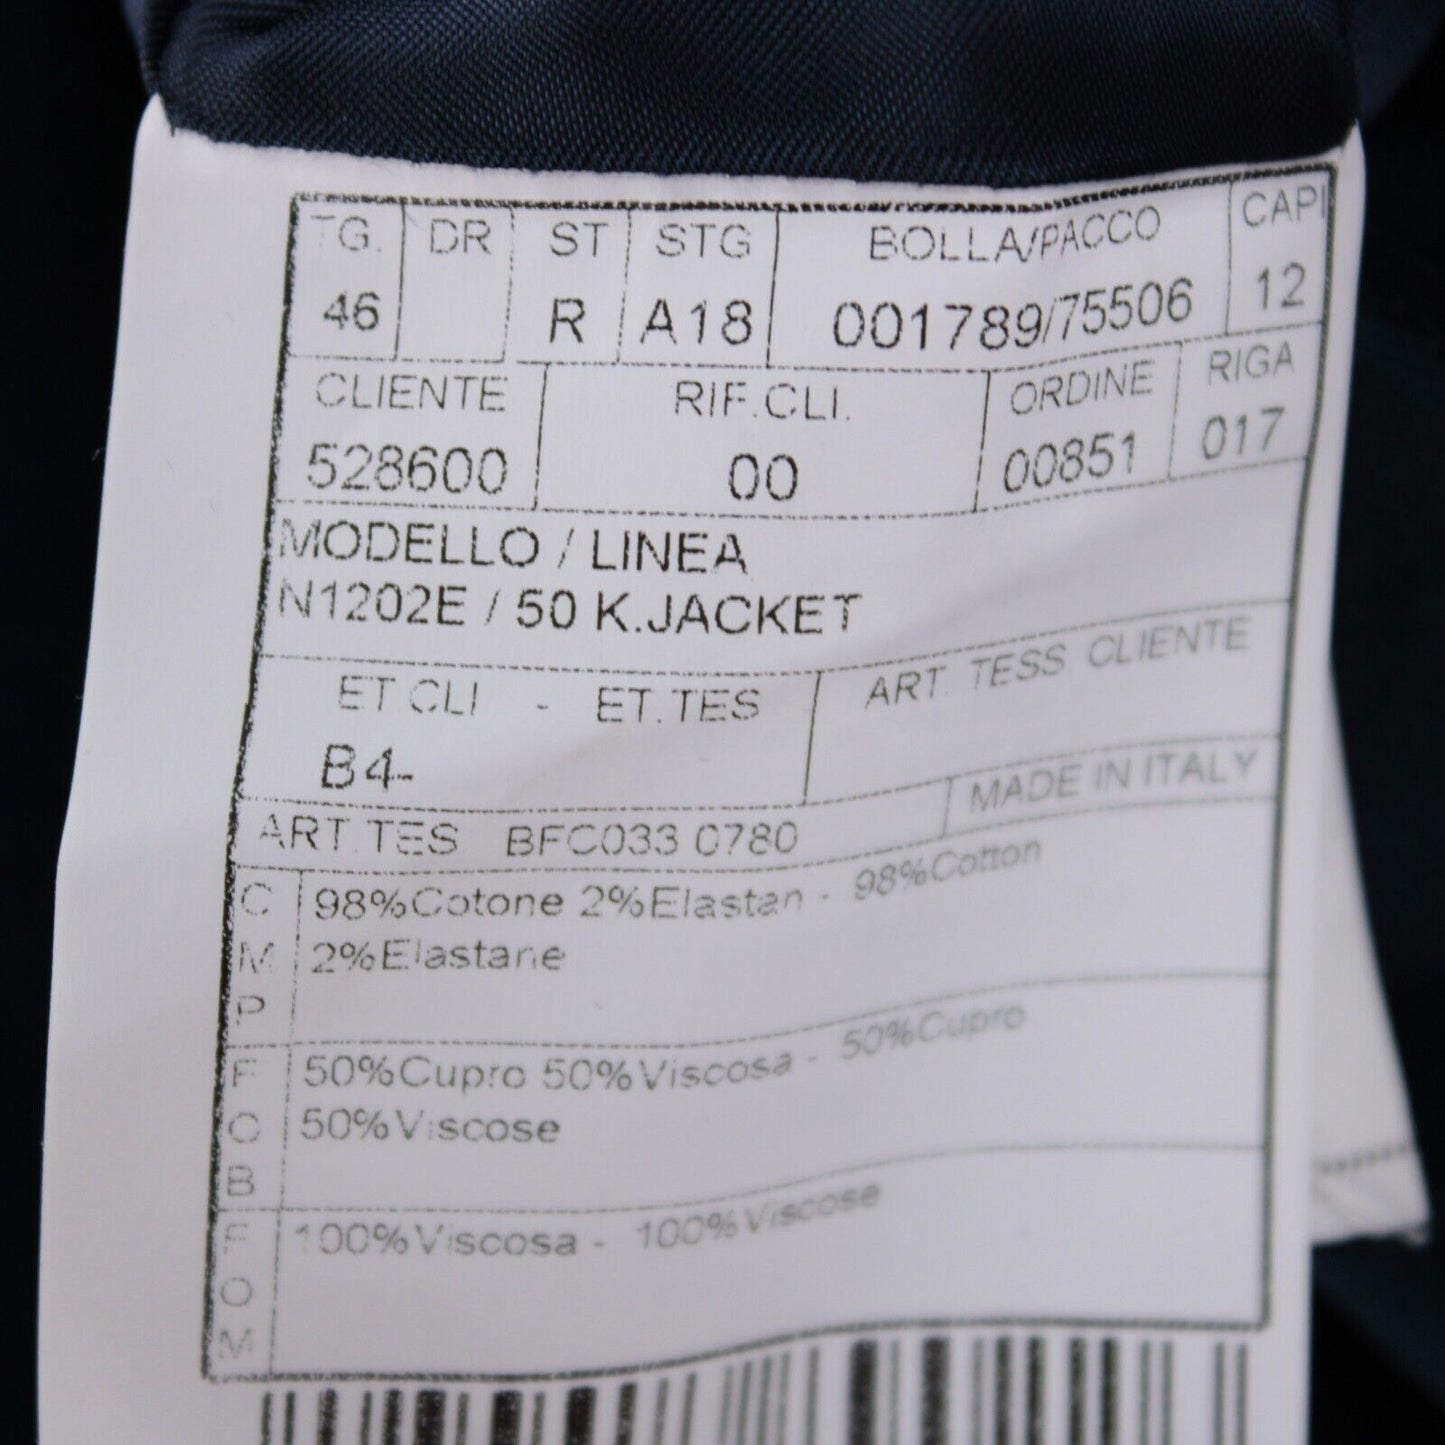 TG. DR ST STG BOLLA/PACCO CAPI
46 R A18 001789/75506 12
CLIENTE RIF.CLI. ORDINE RIGA
528600 00 00851 017
MODELLO / LINEA
N1202E / 50 K.JACKET
ET CLI - ET.TES ART. TESS CLIENTE
B4-
ART.TES BFC033 0780 MADE IN ITALY
C 98%Cotone 2%Elastan - 98%Cotton
M 2%Elastane
P
F 50%Cupro 50%Viscosa - 50%Cupro
O 50%Viscose
B
F 100%Viscosa - 100%Viscose
O
M